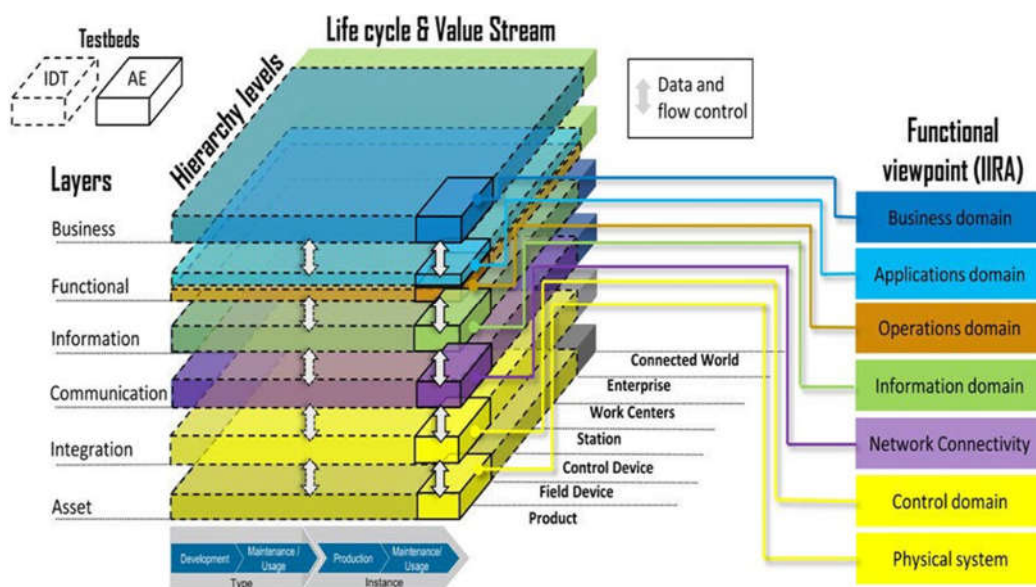 Life cycle & Value Stream
Testbeds
IDT
AE
Hierarchy levels
Data and
flow control
Functional
viewpoint (IIRA)
Layers
Business
Functional
Information
Communication
Integration
Asset
Connected World
Enterprise
Work Centers
Station
Control Device
Field Device
Product
Business domain
Applications domain
Operations domain
Information domain
Network Connectivity
Control domain
Physical system
Development
Maintenance /
Usage
Production
Maintenance/
Usage
Type
Instance